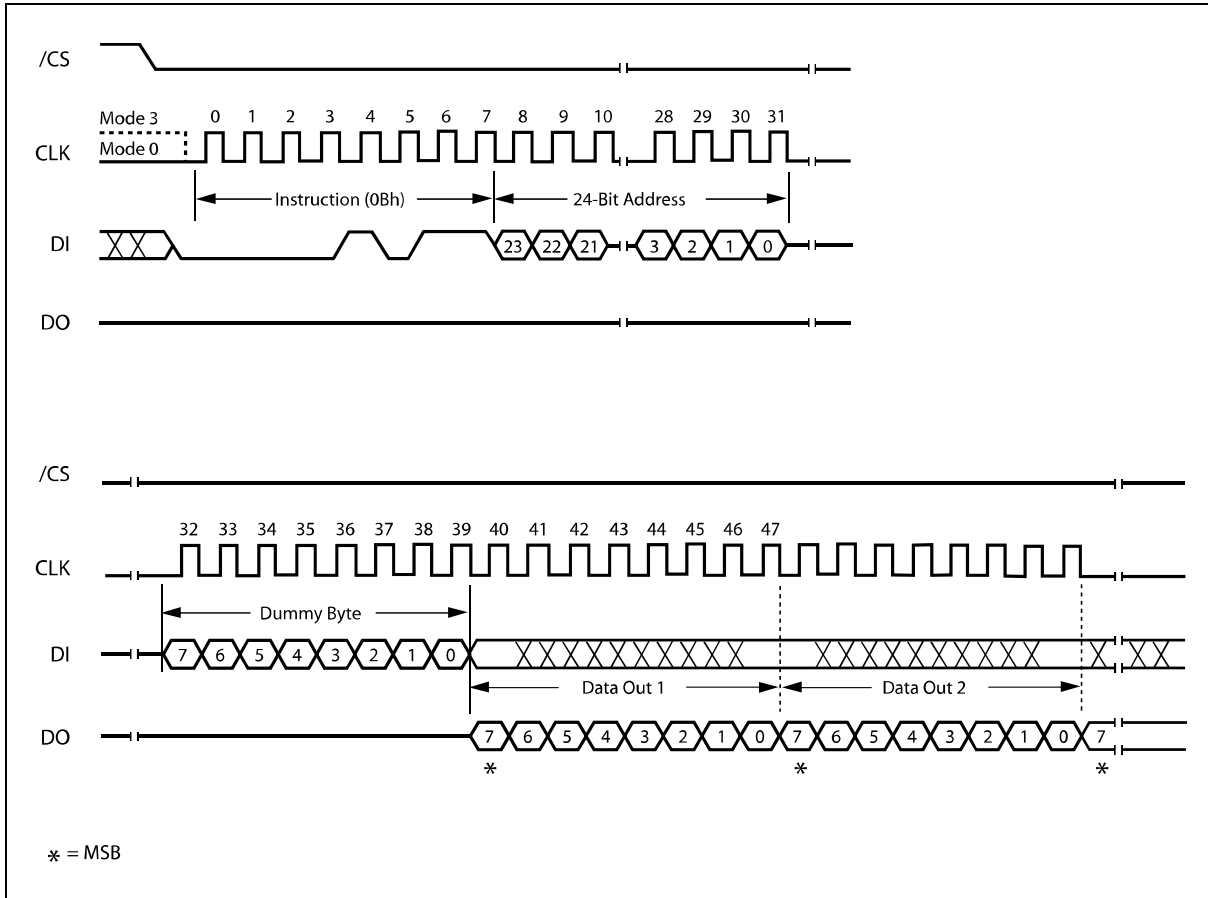 /CS
Mode 3
0 1 2 3 4 5 6 7 8 9 10 28 29 30 31
CLK
Mode 0
Instruction (0Bh) 24-Bit Address
DI 23 22 21 3 2 1 0
DO
/CS
32 33 34 35 36 37 38 39 40 41 42 43 44 45 46 47
CLK
Dummy Byte
DI 7 6 5 4 3 2 1 0
Data Out 1 Data Out 2
DO 7 6 5 4 3 2 1 0 7 6 5 4 3 2 1 0 7
* * *
* = MSB